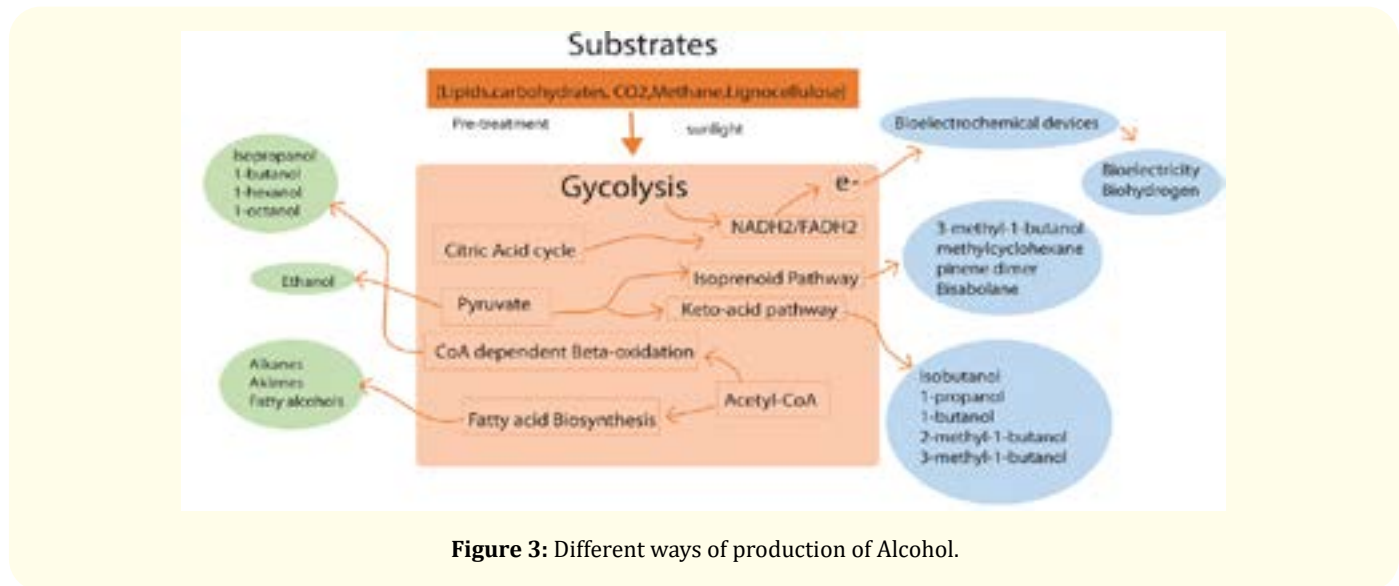 Substrates
[Lipids,carbohydrates, CO2,Methane,Lignocellulose]
Pre-treatment
sunlight
Gycolysis
e-
NADH2/FADH2
Citric Acid cycle
Isoprenoid Pathway
Pyruvate
Keto-acid pathway
CoA dependent Beta-oxidation
Acetyl-CoA
Fatty acid Biosynthesis
Isopropanol
1-butanol
1-hexanol
1-octanol
Ethanol
Alkanes
Aklenes
Fatty alcohols
Bioelectrochemical devices
Bioelectricity
Biohydrogen
3-methyl-1-butanol
methylcyclohexane
pinene dimer
Bisabolane
Isobutanol
1-propanol
1-butanol
2-methyl-1-butanol
3-methyl-1-butanol
Figure 3: Different ways of production of Alcohol.